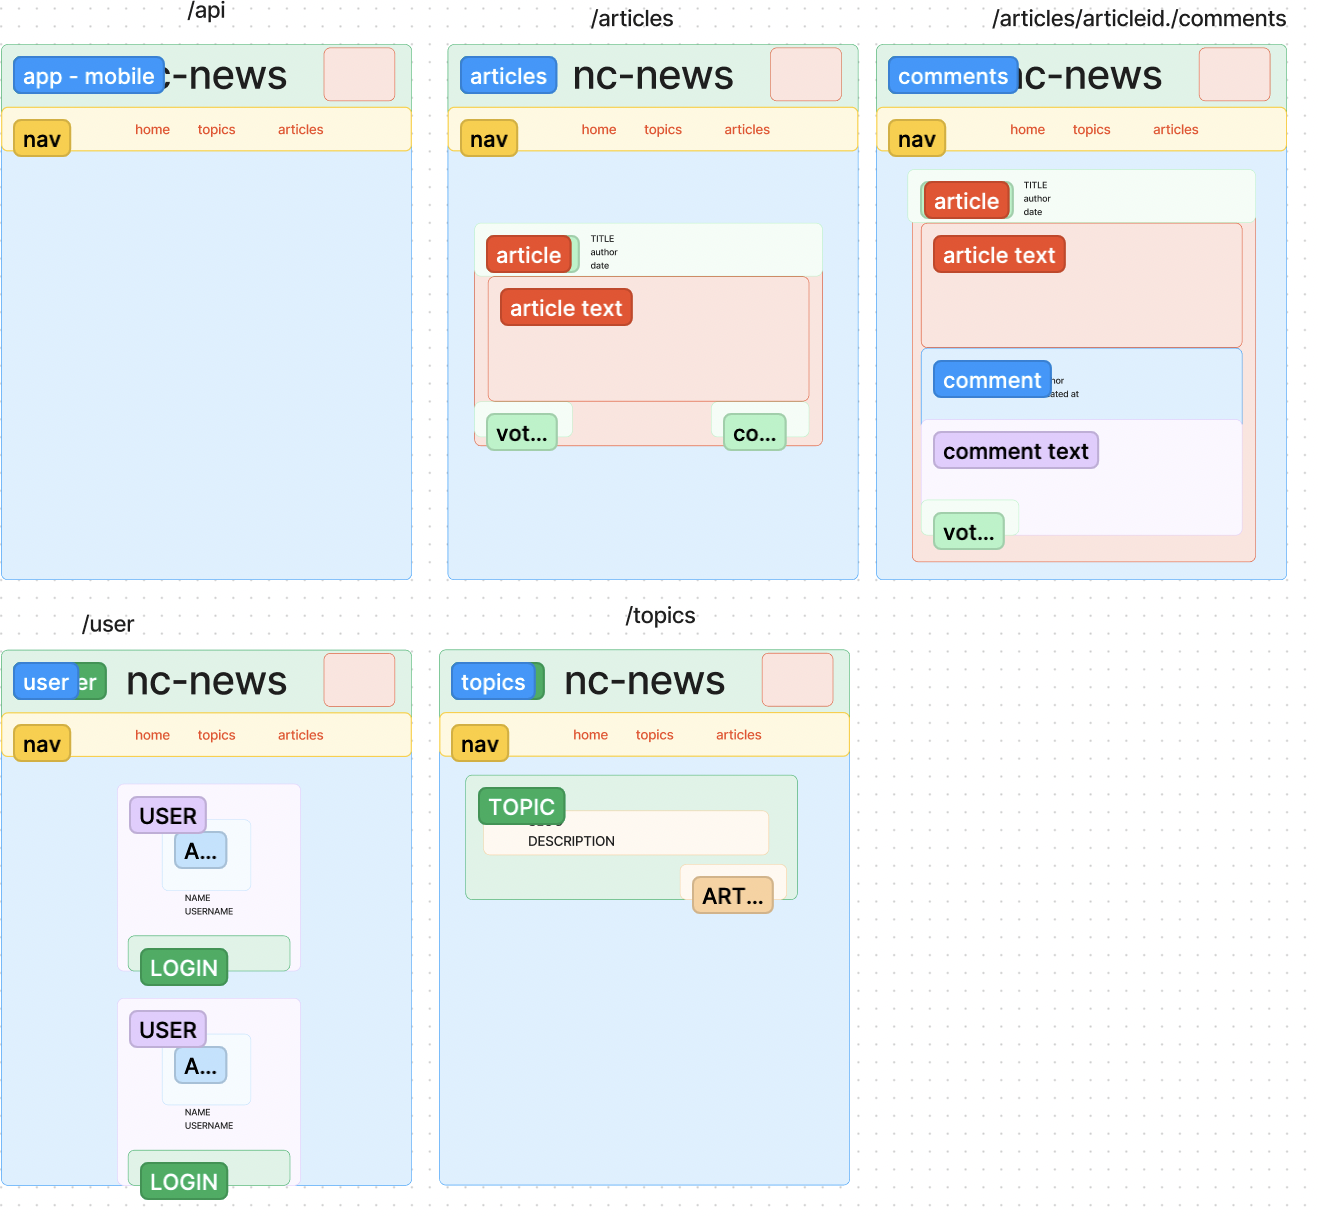 /api
/articles
/articles/articleid./comments
app - mobile
c-news
nav
home topics articles
articles
nc-news
nav
home topics articles
article
TITLE
author
date
article text
vot...
co...
comments
nc-news
nav
home topics articles
article
TITLE
author
date
article text
comment
hor
ated at
comment text
vot...
/user
/topics
user
er
nc-news
nav
home topics articles
USER
A...
NAME
USERNAME
LOGIN
USER
A...
NAME
USERNAME
LOGIN
topics
nc-news
nav
home topics articles
TOPIC
DESCRIPTION
ART...